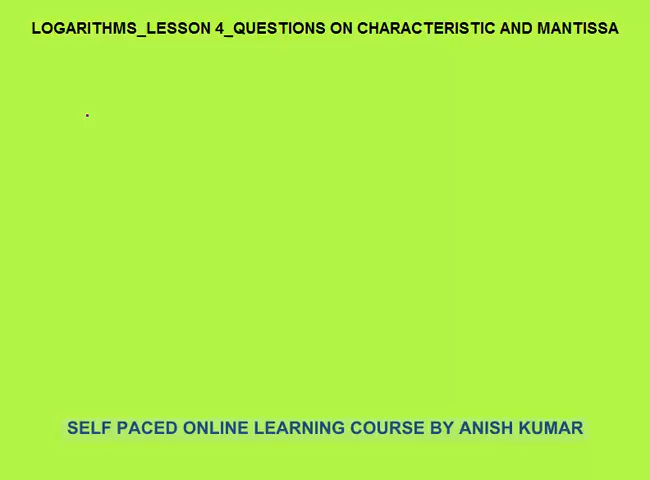 LOGARITHMS_LESSON 4_QUESTIONS ON CHARACTERISTIC AND MANTISSA
SELF PACED ONLINE LEARNING COURSE BY ANISH KUMAR